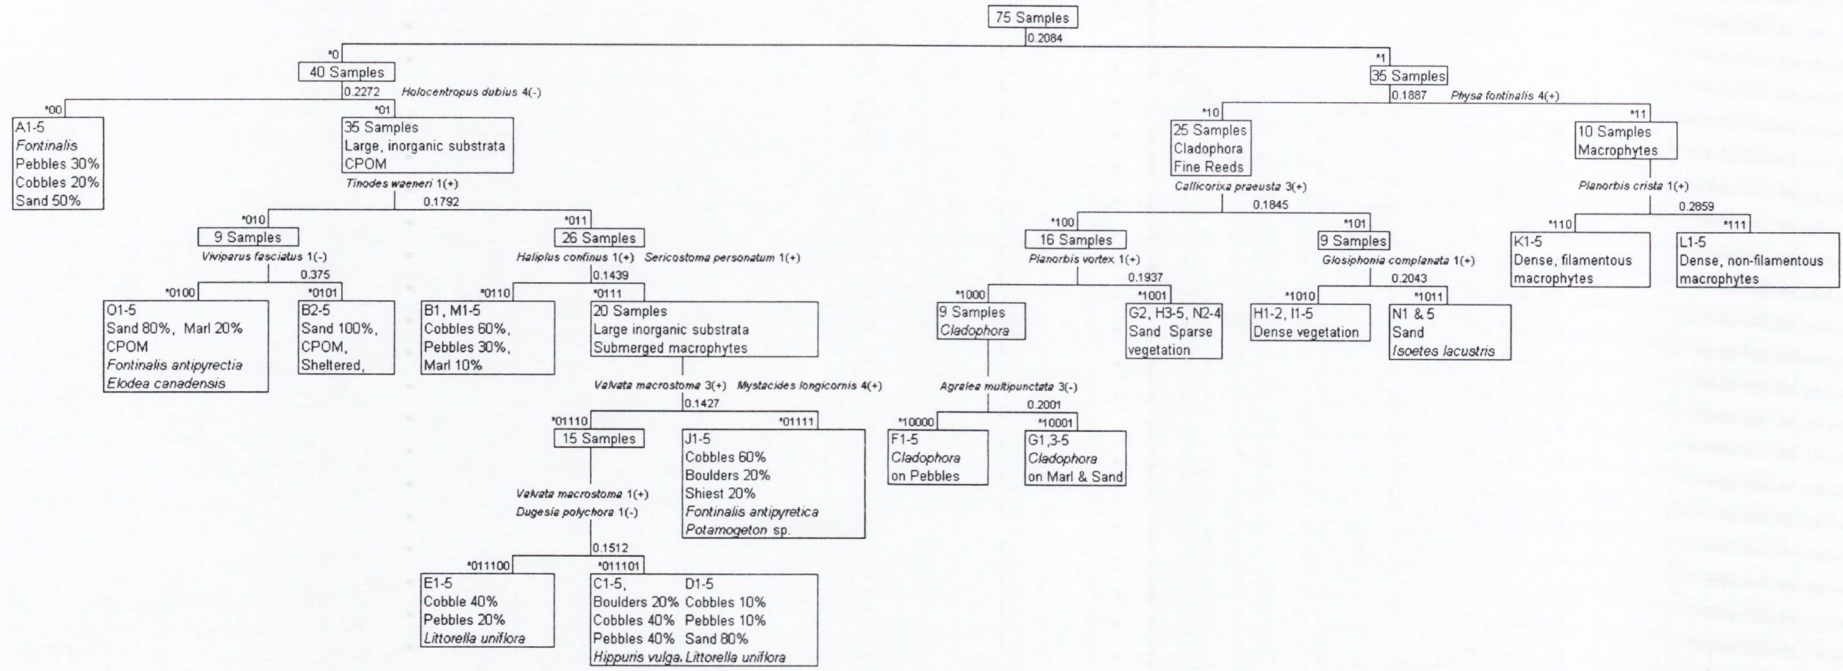 75 Samples
0.2084
*0
*1
40 Samples
35 Samples
0.2272 Holocentropus dubius 4(-)
0.1887 Physa fontinalis 4(+)
*00
*01
*10
*11
A1-5
Fontinalis
Pebbles 30%
Cobbles 20%
Sand 50%
35 Samples
Large, inorganic substrata
CPOM
25 Samples
Cladophora
Fine Reeds
10 Samples
Macrophytes
Tinodes waeneri 1(+)
0.1792
Callicorixa praeusta 3(+)
0.1845
Planorbis crista 1(+)
0.2859
*010
*011
*100
*101
*110
*111
9 Samples
26 Samples
16 Samples
9 Samples
K1-5
Dense, filamentous
macrophytes
L1-5
Dense, non-filamentous
macrophytes
Viviparus fasciatus 1(-)
0.375
Haliplus confinus 1(+) Sericostoma personatum 1(+)
0.1439
Planorbis vortex 1(+)
0.1937
Glosiphonia complanata 1(+)
0.2043
*0100
*0101
*0110
*0111
*1000
*1001
*1010
*1011
O1-5
Sand 80%, Marl 20%
CPOM
Fontinalis antipyrectia
Elodea canadensis
B2-5
Sand 100%,
CPOM,
Sheltered,
B1, M1-5
Cobbles 60%,
Pebbles 30%,
Marl 10%
20 Samples
Large inorganic substrata
Submerged macrophytes
9 Samples
Cladophora
G2, H3-5, N2-4
Sand Sparse
vegetation
H1-2, I1-5
Dense vegetation
N1 & 5
Sand
Isoetes lacustris
Valvata macrostoma 3(+) Mystacides longicornis 4(+)
0.1427
Agralea multipunctata 3(-)
0.2001
*01110
*01111
*10000
*10001
15 Samples
J1-5
Cobbles 60%
Boulders 20%
Shiest 20%
Fontinalis antipyretica
Potamogeton sp.
F1-5
Cladophora
on Pebbles
G1,3-5
Cladophora
on Marl & Sand
Valvata macrostoma 1(+)
Dugesia polychora 1(-)
0.1512
*011100
*011101
E1-5
Cobble 40%
Pebbles 20%
Littorella uniflora
C1-5, D1-5
Boulders 20% Cobbles 10%
Cobbles 40% Pebbles 10%
Pebbles 40% Sand 80%
Hippuris vulga. Littorella uniflora